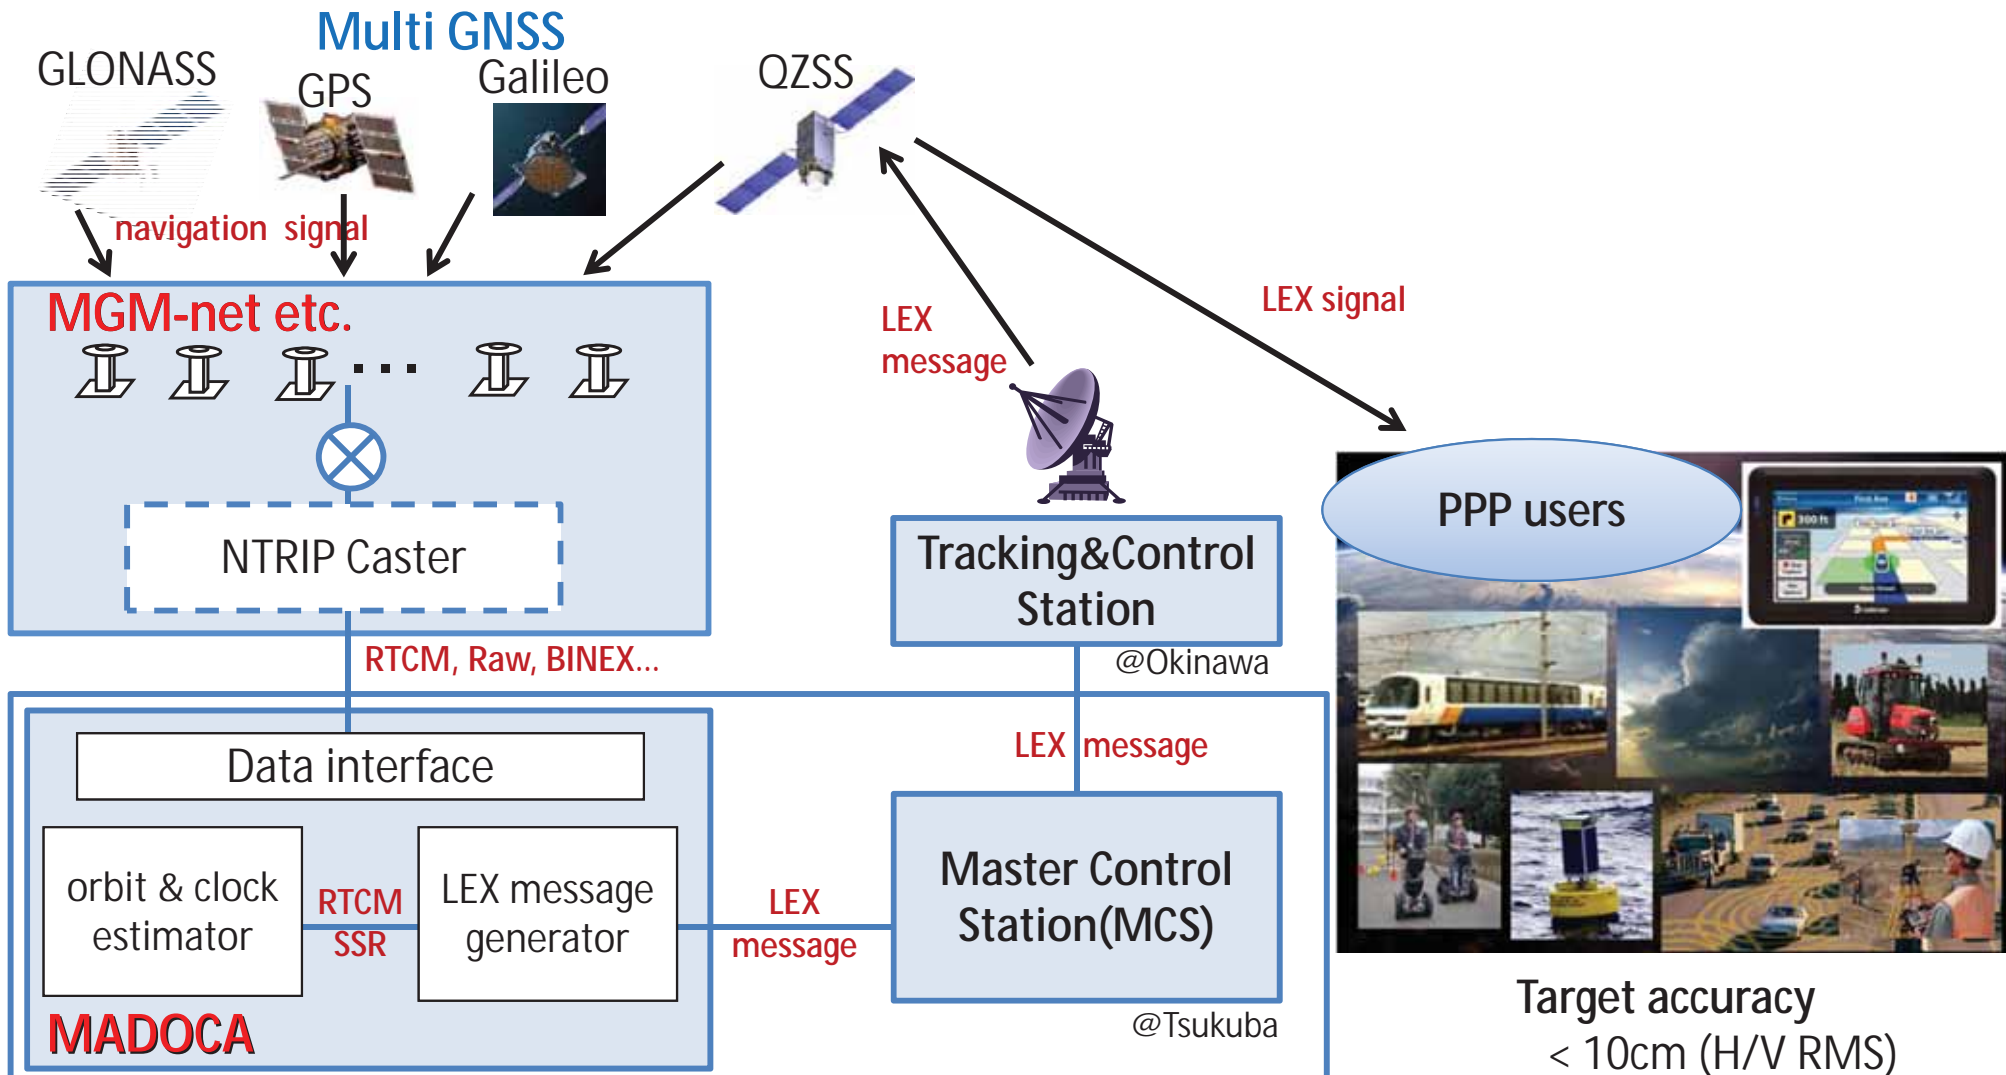 Multi GNSS
GLONASS
GPS
Galileo
QZSS
navigation signal
MGM-net etc.
LEX
message
LEX signal
NTRIP Caster
Tracking&Control
Station
@Okinawa
PPP users
300 ft
RTCM, Raw, BINEX...
Data interface
LEX message
orbit & clock
estimator
RTCM
SSR
LEX message
generator
LEX
message
Master Control
Station(MCS)
@Tsukuba
MADOCA
Target accuracy
< 10cm (H/V RMS)